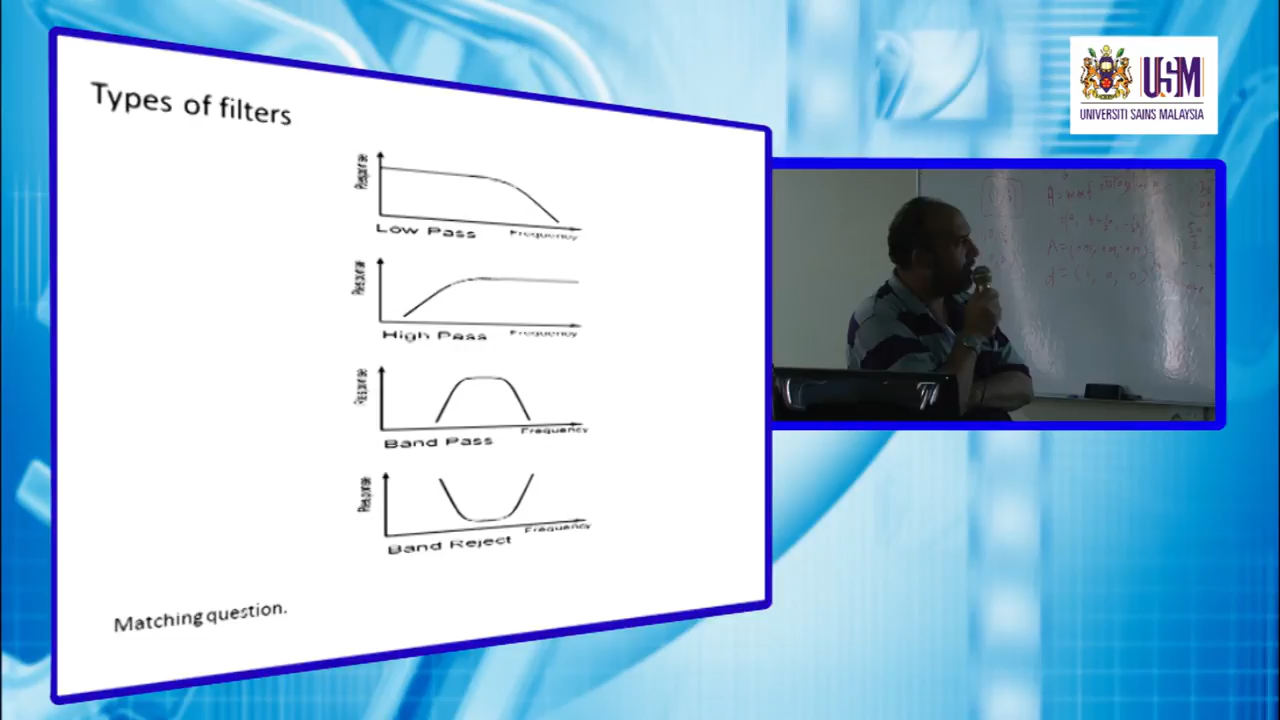 Types of filters
Response
Low Pass
Frequency
Response
High Pass
Frequency
Response
Band Pass
Frequency
Response
Band Reject
Frequency
Matching question.
USM
UNIVERSITI SAINS MALAYSIA